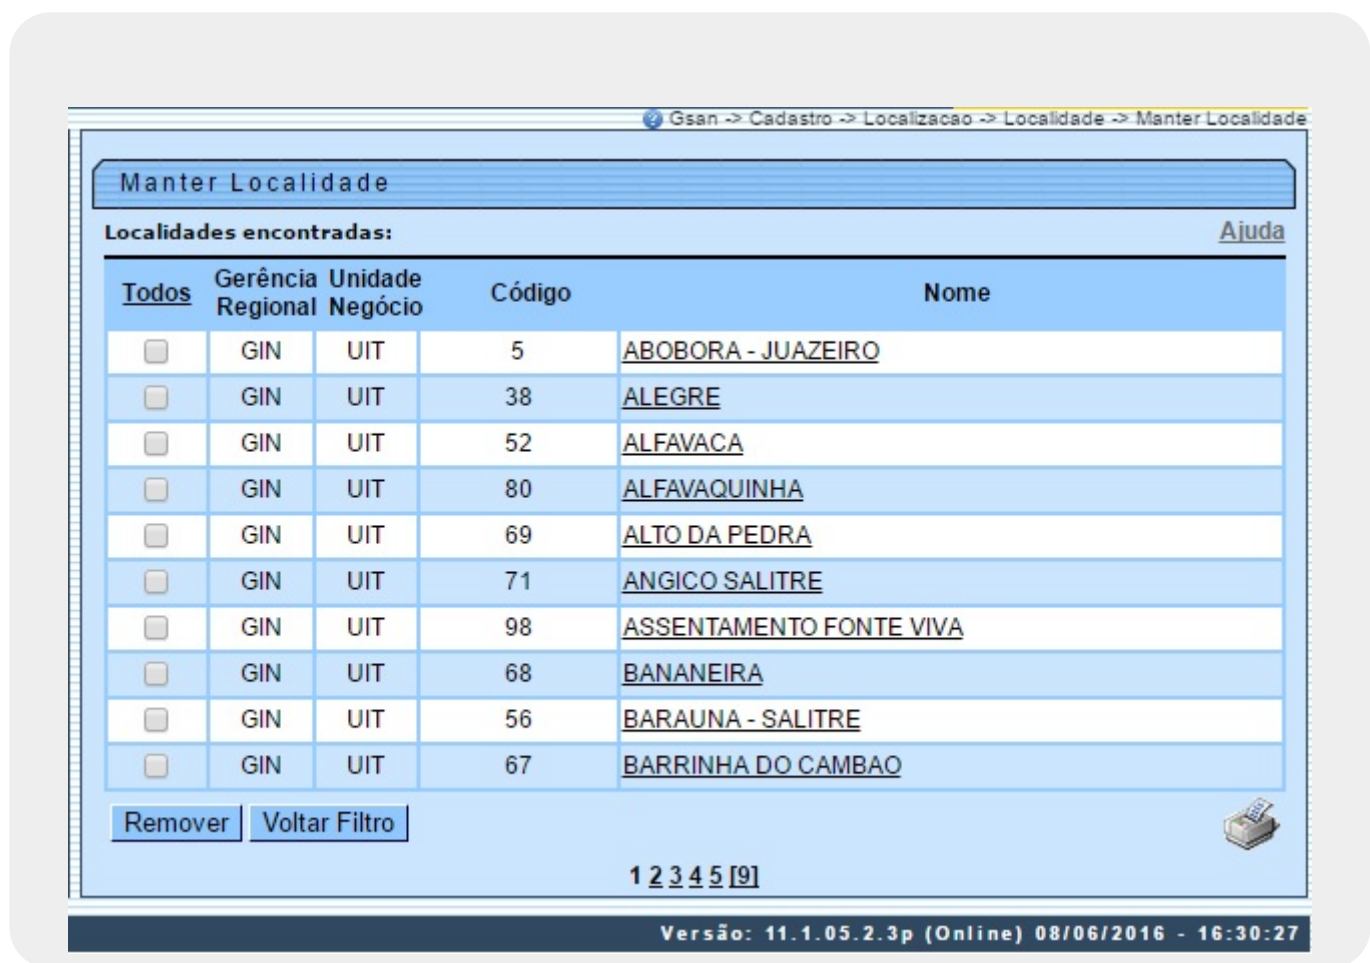 Gsan -> Cadastro -> Localizacao -> Localidade -> Manter Localidade
Manter Localidade
Localidades encontradas: Ajuda
Todos Gerência Regional Unidade Negócio Código Nome
GIN UIT 5 ABOBORA - JUAZEIRO
GIN UIT 38 ALEGRE
GIN UIT 52 ALFAVACA
GIN UIT 80 ALFAVAQUINHA
GIN UIT 69 ALTO DA PEDRA
GIN UIT 71 ANGICO SALITRE
GIN UIT 98 ASSENTAMENTO FONTE VIVA
GIN UIT 68 BANANEIRA
GIN UIT 56 BARAUNA - SALITRE
GIN UIT 67 BARRINHA DO CAMBAO
Remover Voltar Filtro
1 2 3 4 5 [9]
Versão: 11.1.05.2.3p (Online) 08/06/2016 - 16:30:27